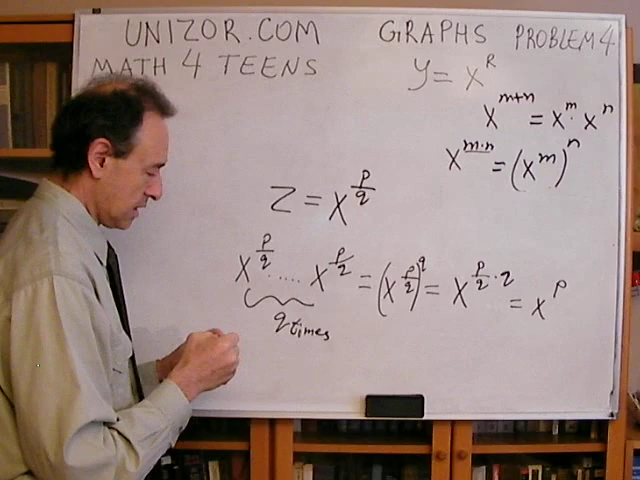 UNIZOR.COM GRAPHS PROBLEM 4
MATH 4 TEENS y = x^R
x^{m+n} = x^m · x^n
x^{m·n} = (x^m)^n
z = x^{p/q}
x^{p/q} ..... x^{p/q} = (x^{p/q})^q = x^{p/q · q} = x^p
q times